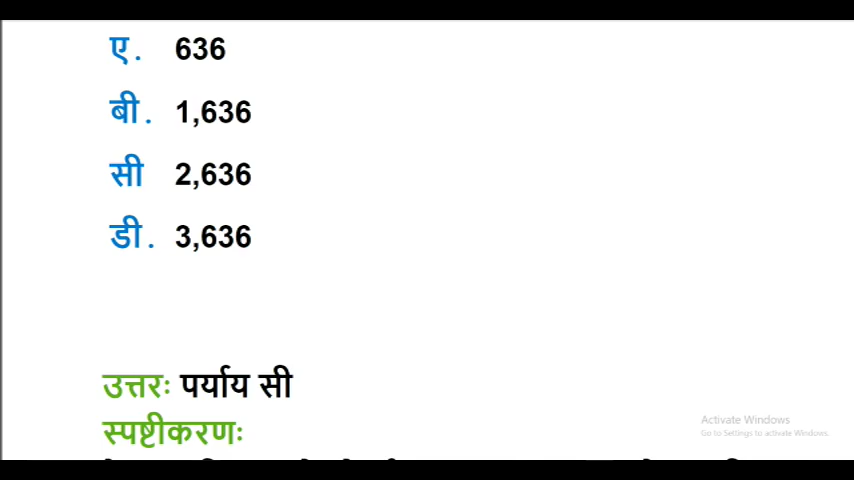 ए. 636
बी. 1,636
सी 2,636
डी. 3,636
उत्तरः पर्याय सी
स्पष्टीकरणः
Activate Windows
Go to Settings to activate Windows.